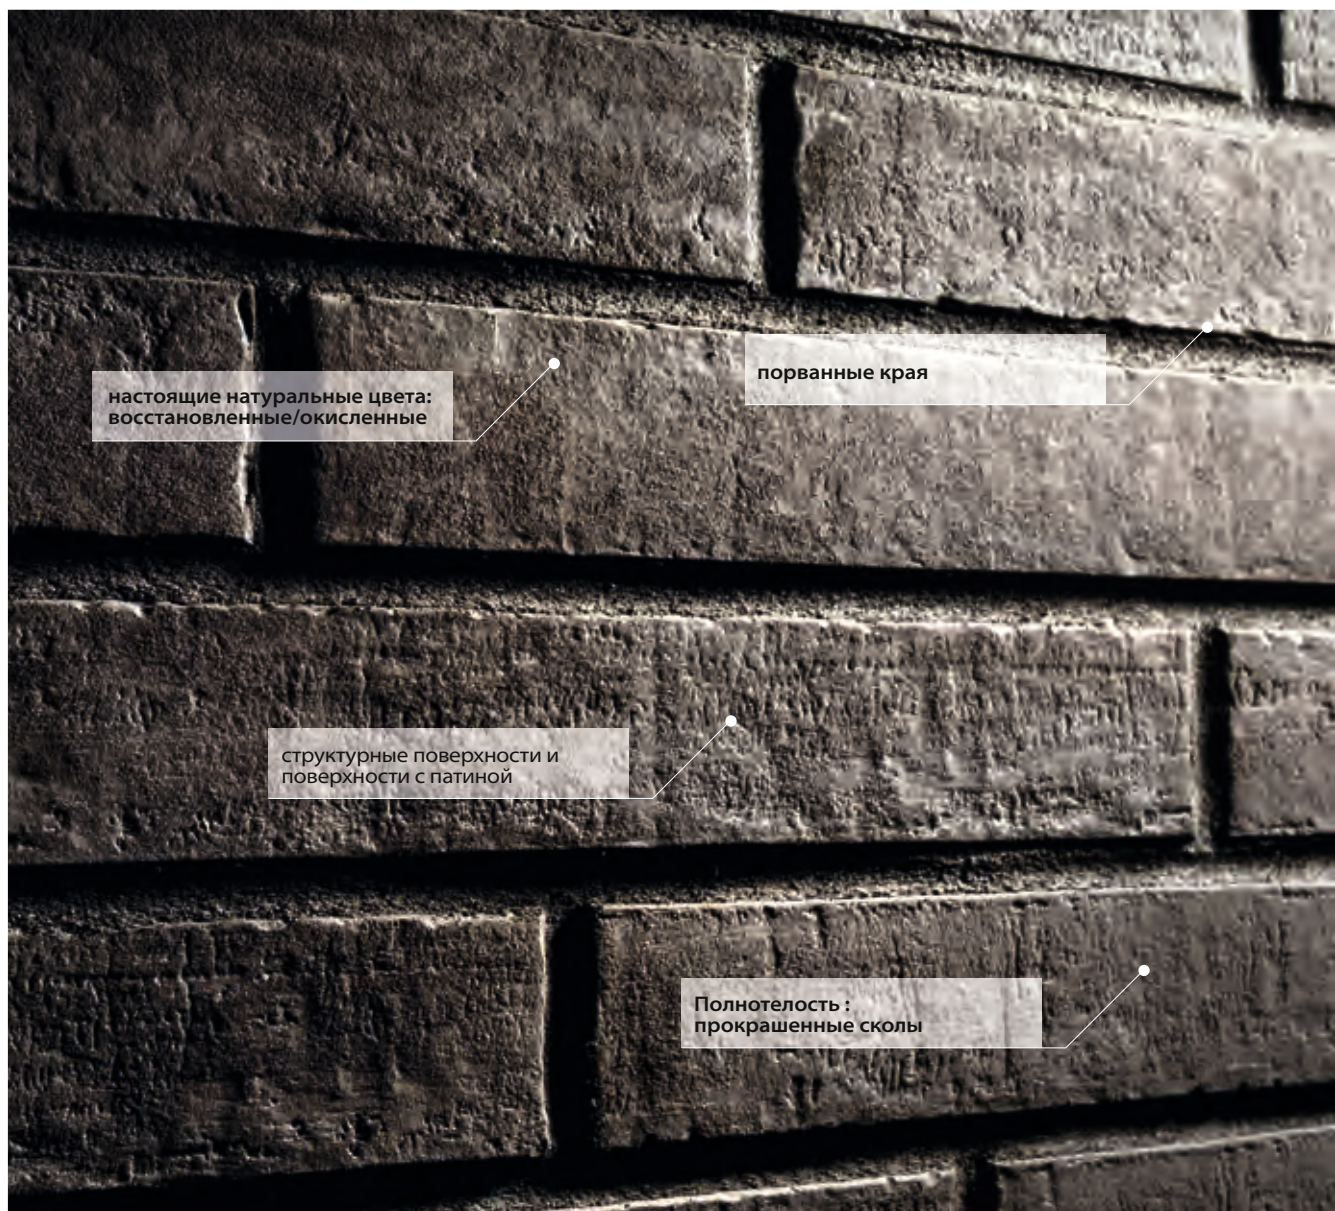 порванные края
настоящие натуральные цвета:
восстановленные/окисленные
структурные поверхности и
поверхности с патиной
Полнотелость :
прокрашенные сколы